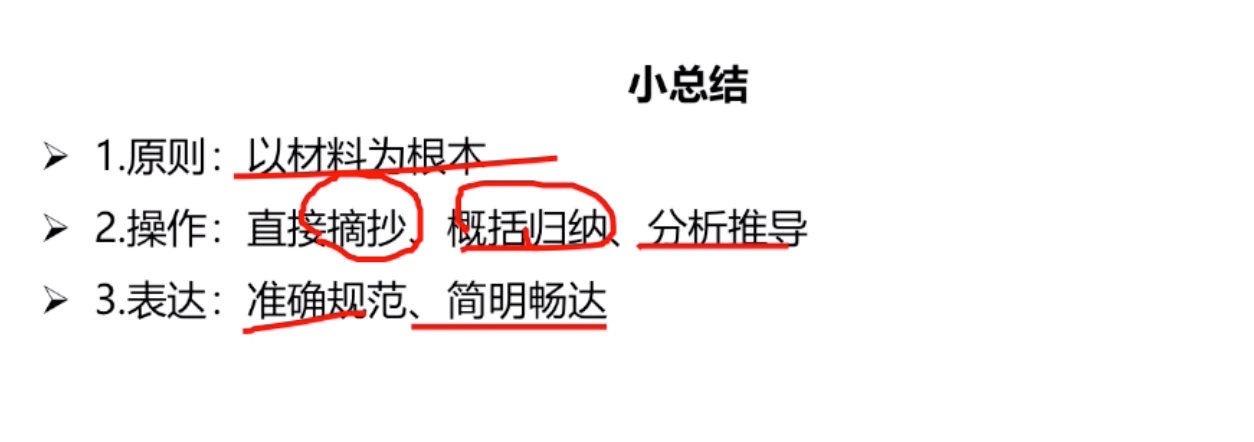 小总结
1.原则：以材料为根本
2.操作：直接摘抄、概括归纳、分析推导
3.表达：准确规范、简明畅达